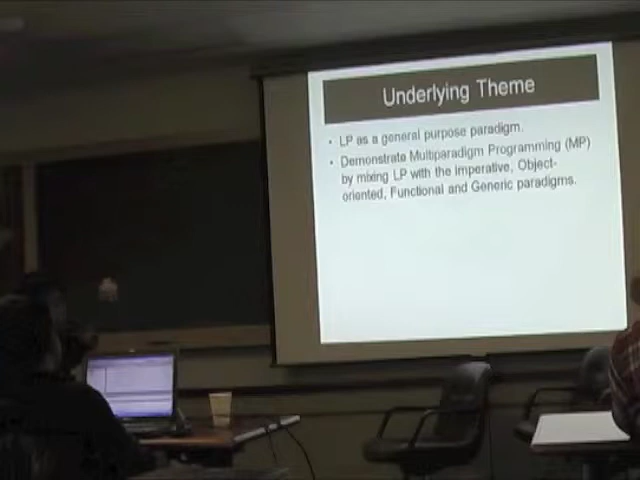 Underlying Theme
• LP as a general purpose paradigm.
• Demonstrate Multiparadigm Programming (MP)
by mixing LP with the imperative, Object-
oriented, Functional and Generic paradigms.